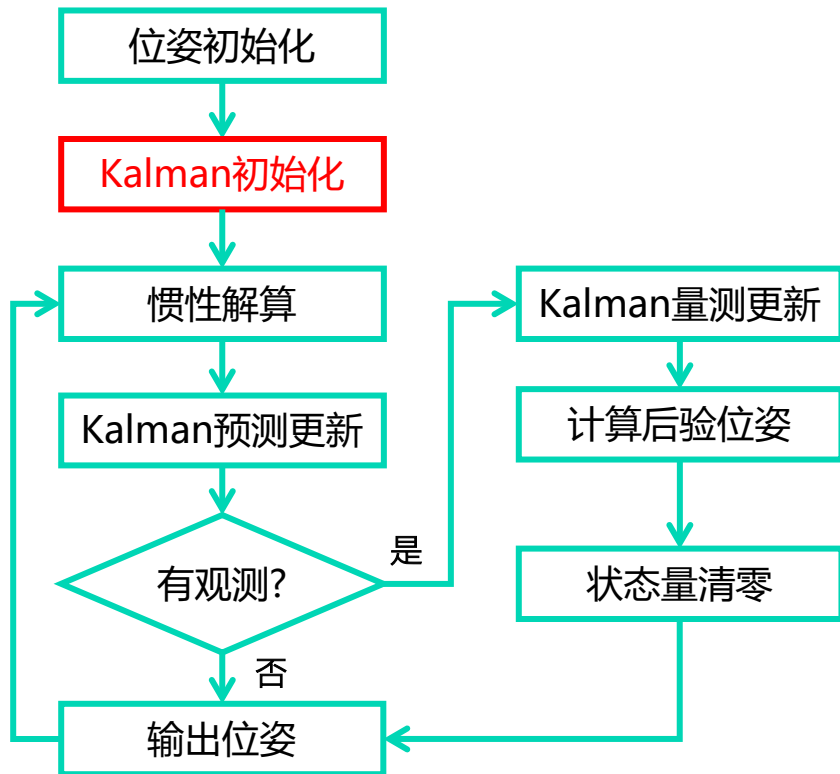 位姿初始化
Kalman初始化
惯性解算
Kalman预测更新
有观测?
是
否
输出位姿
Kalman量测更新
计算后验位姿
状态量清零